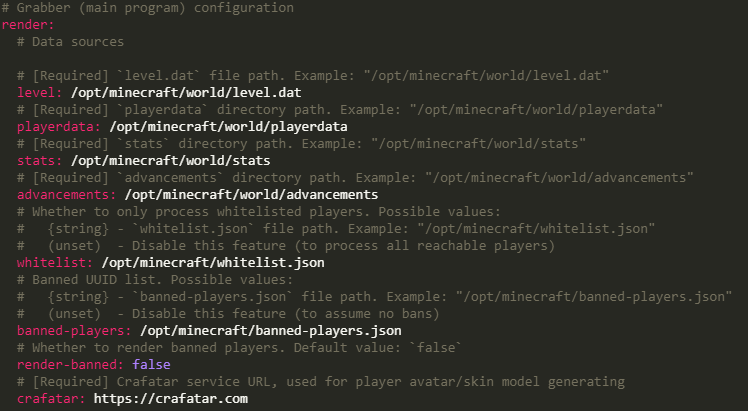 # Grabber (main program) configuration
render:
  # Data sources

  # [Required] `level.dat` file path. Example: "/opt/minecraft/world/level.dat"
  level: /opt/minecraft/world/level.dat
  # [Required] `playerdata` directory path. Example: "/opt/minecraft/world/playerdata"
  playerdata: /opt/minecraft/world/playerdata
  # [Required] `stats` directory path. Example: "/opt/minecraft/world/stats"
  stats: /opt/minecraft/world/stats
  # [Required] `advancements` directory path. Example: "/opt/minecraft/world/advancements"
  advancements: /opt/minecraft/world/advancements
  # Whether to only process whitelisted players. Possible values:
  #   {string} - `whitelist.json` file path. Example: "/opt/minecraft/whitelist.json"
  #   (unset)  - Disable this feature (to process all reachable players)
  whitelist: /opt/minecraft/whitelist.json
  # Banned UUID list. Possible values:
  #   {string} - `banned-players.json` file path. Example: "/opt/minecraft/banned-players.json"
  #   (unset)  - Disable this feature (to assume no bans)
  banned-players: /opt/minecraft/banned-players.json
  # Whether to render banned players. Default value: `false`
  render-banned: false
  # [Required] Crafatar service URL, used for player avatar/skin model generating
  crafatar: https://crafatar.com